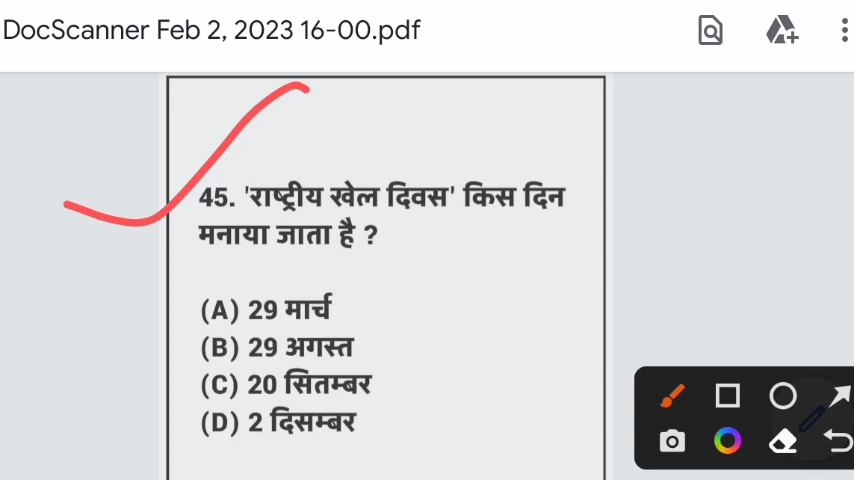 DocScanner Feb 2, 2023 16-00.pdf
45. 'राष्ट्रीय खेल दिवस' किस दिन
मनाया जाता है ?
(A) 29 मार्च
(B) 29 अगस्त
(C) 20 सितम्बर
(D) 2 दिसम्बर